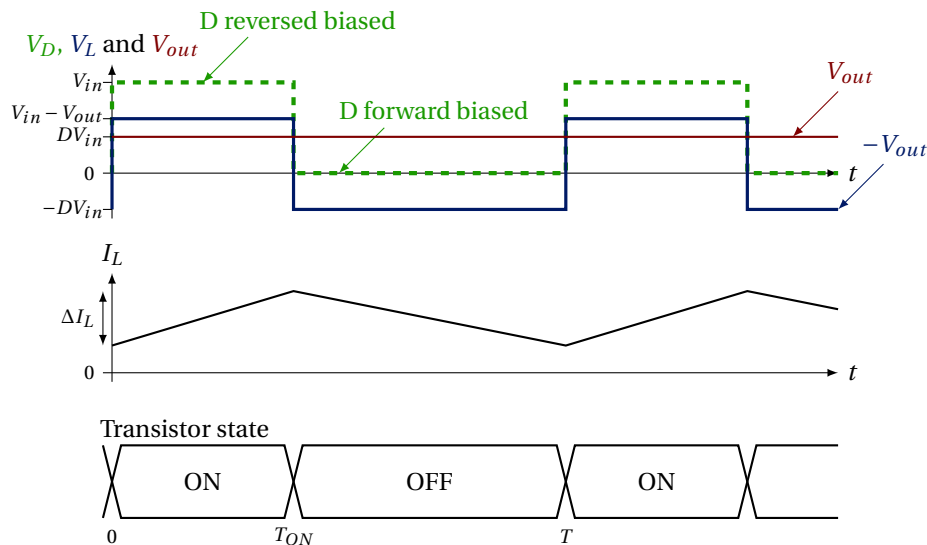 D reversed biased
V_D, V_L and V_out
V_in
V_out
V_in − V_out
D forward biased
DV_in
−V_out
0
t
−DV_in
I_L
ΔI_L
0
t
Transistor state
ON
OFF
ON
0
T_ON
T